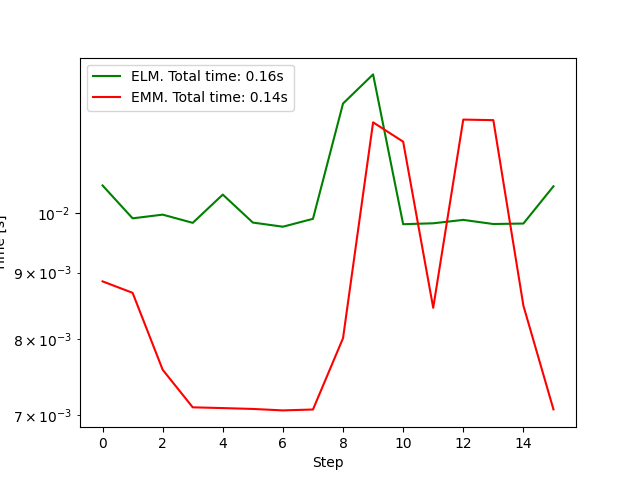 ELM. Total time: 0.16s
EMM. Total time: 0.14s
Time [s]
10⁻²
9 × 10⁻³
8 × 10⁻³
7 × 10⁻³
0 2 4 6 8 10 12 14
Step